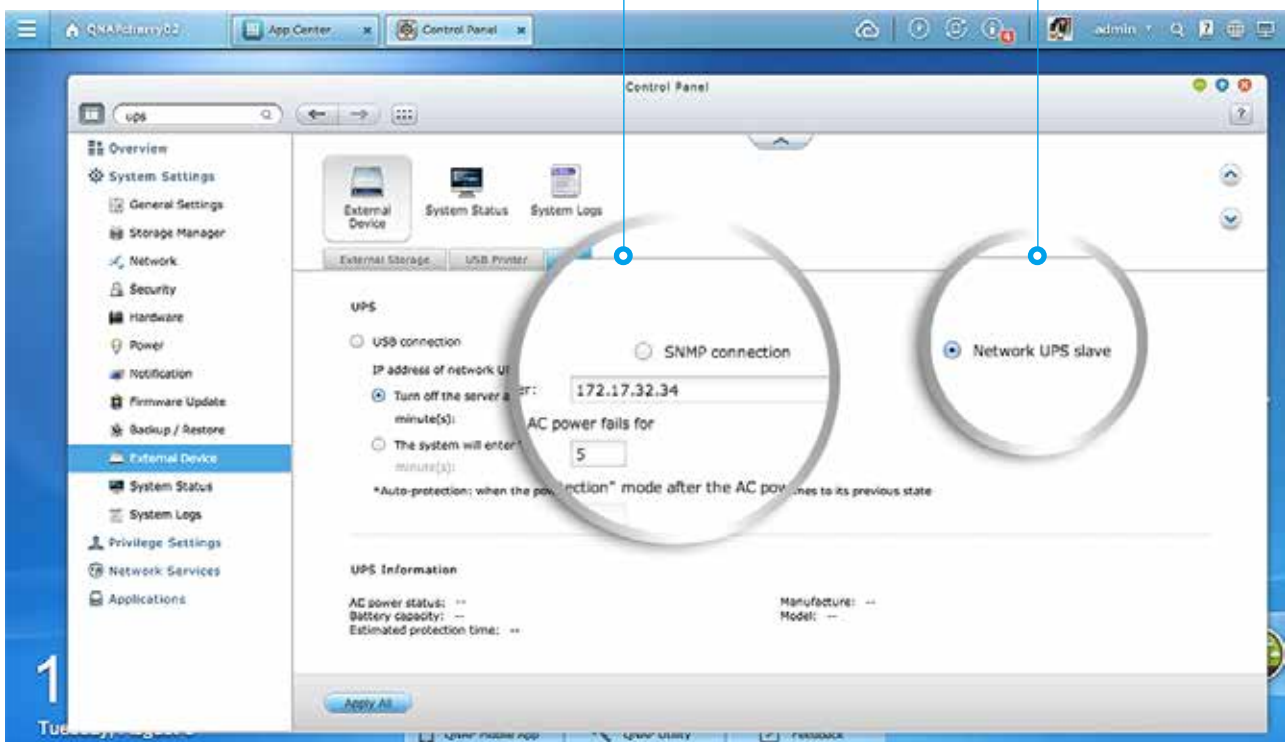 QNAPcherry02
App Center
Control Panel
admin
Control Panel
ups
Overview
System Settings
General Settings
Storage Manager
Network
Security
Hardware
Power
Notification
Firmware Update
Backup / Restore
External Device
System Status
System Logs
Privilege Settings
Network Services
Applications
External Device
System Status
System Logs
External Storage
USB Printer
UPS
USB connection
SNMP connection
Network UPS slave
IP address of network
172.17.32.34
Turn off the server
AC power fails for
minute(s):
5
The system will enter
mode after the AC
minute(s):
*Auto-protection: when the
to its previous state
UPS Information
AC power status: --
Manufacture: --
Battery capacity: --
Model: --
Estimated protection time: --
Apply All
1
QNAP Mobile App
QNAP Utility
Feedback